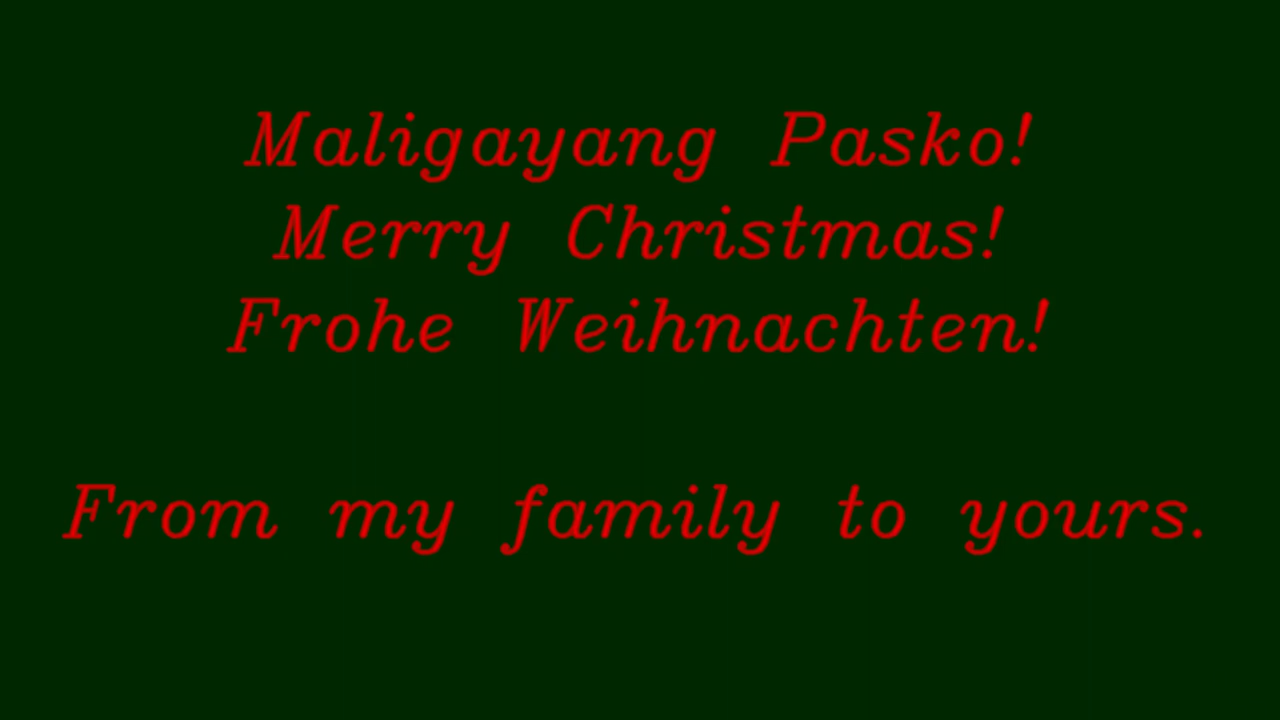 Maligayang Pasko!
Merry Christmas!
Frohe Weihnachten!
From my family to yours.